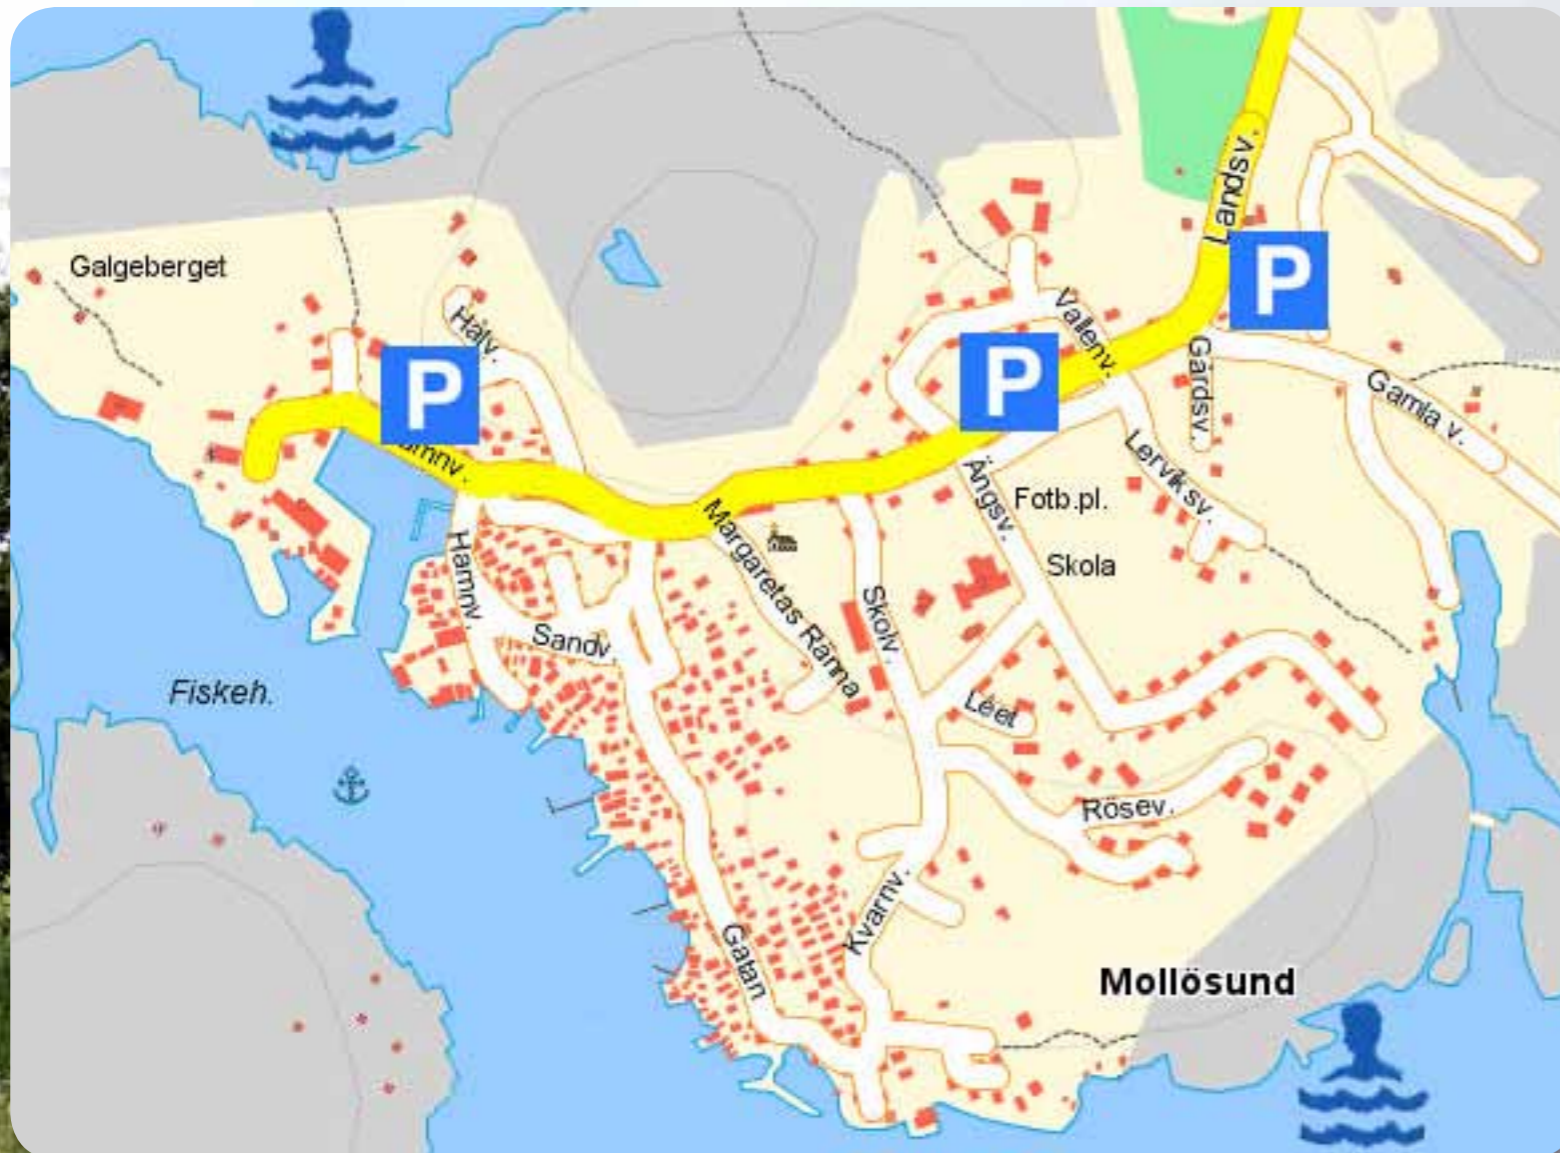 Landsv.
Galgeberget
P
Hålv.
Vallenv.
P
P
Gårdsv.
Gamla v.
Lerviksv.
Ängsv.
Fotb.pl.
Margaretas Ränna
Hamnv.
Skola
Skolv.
Sandv.
Fiskeh.
Léet
Rösev.
Kvarnv.
Gatan
Mollösund